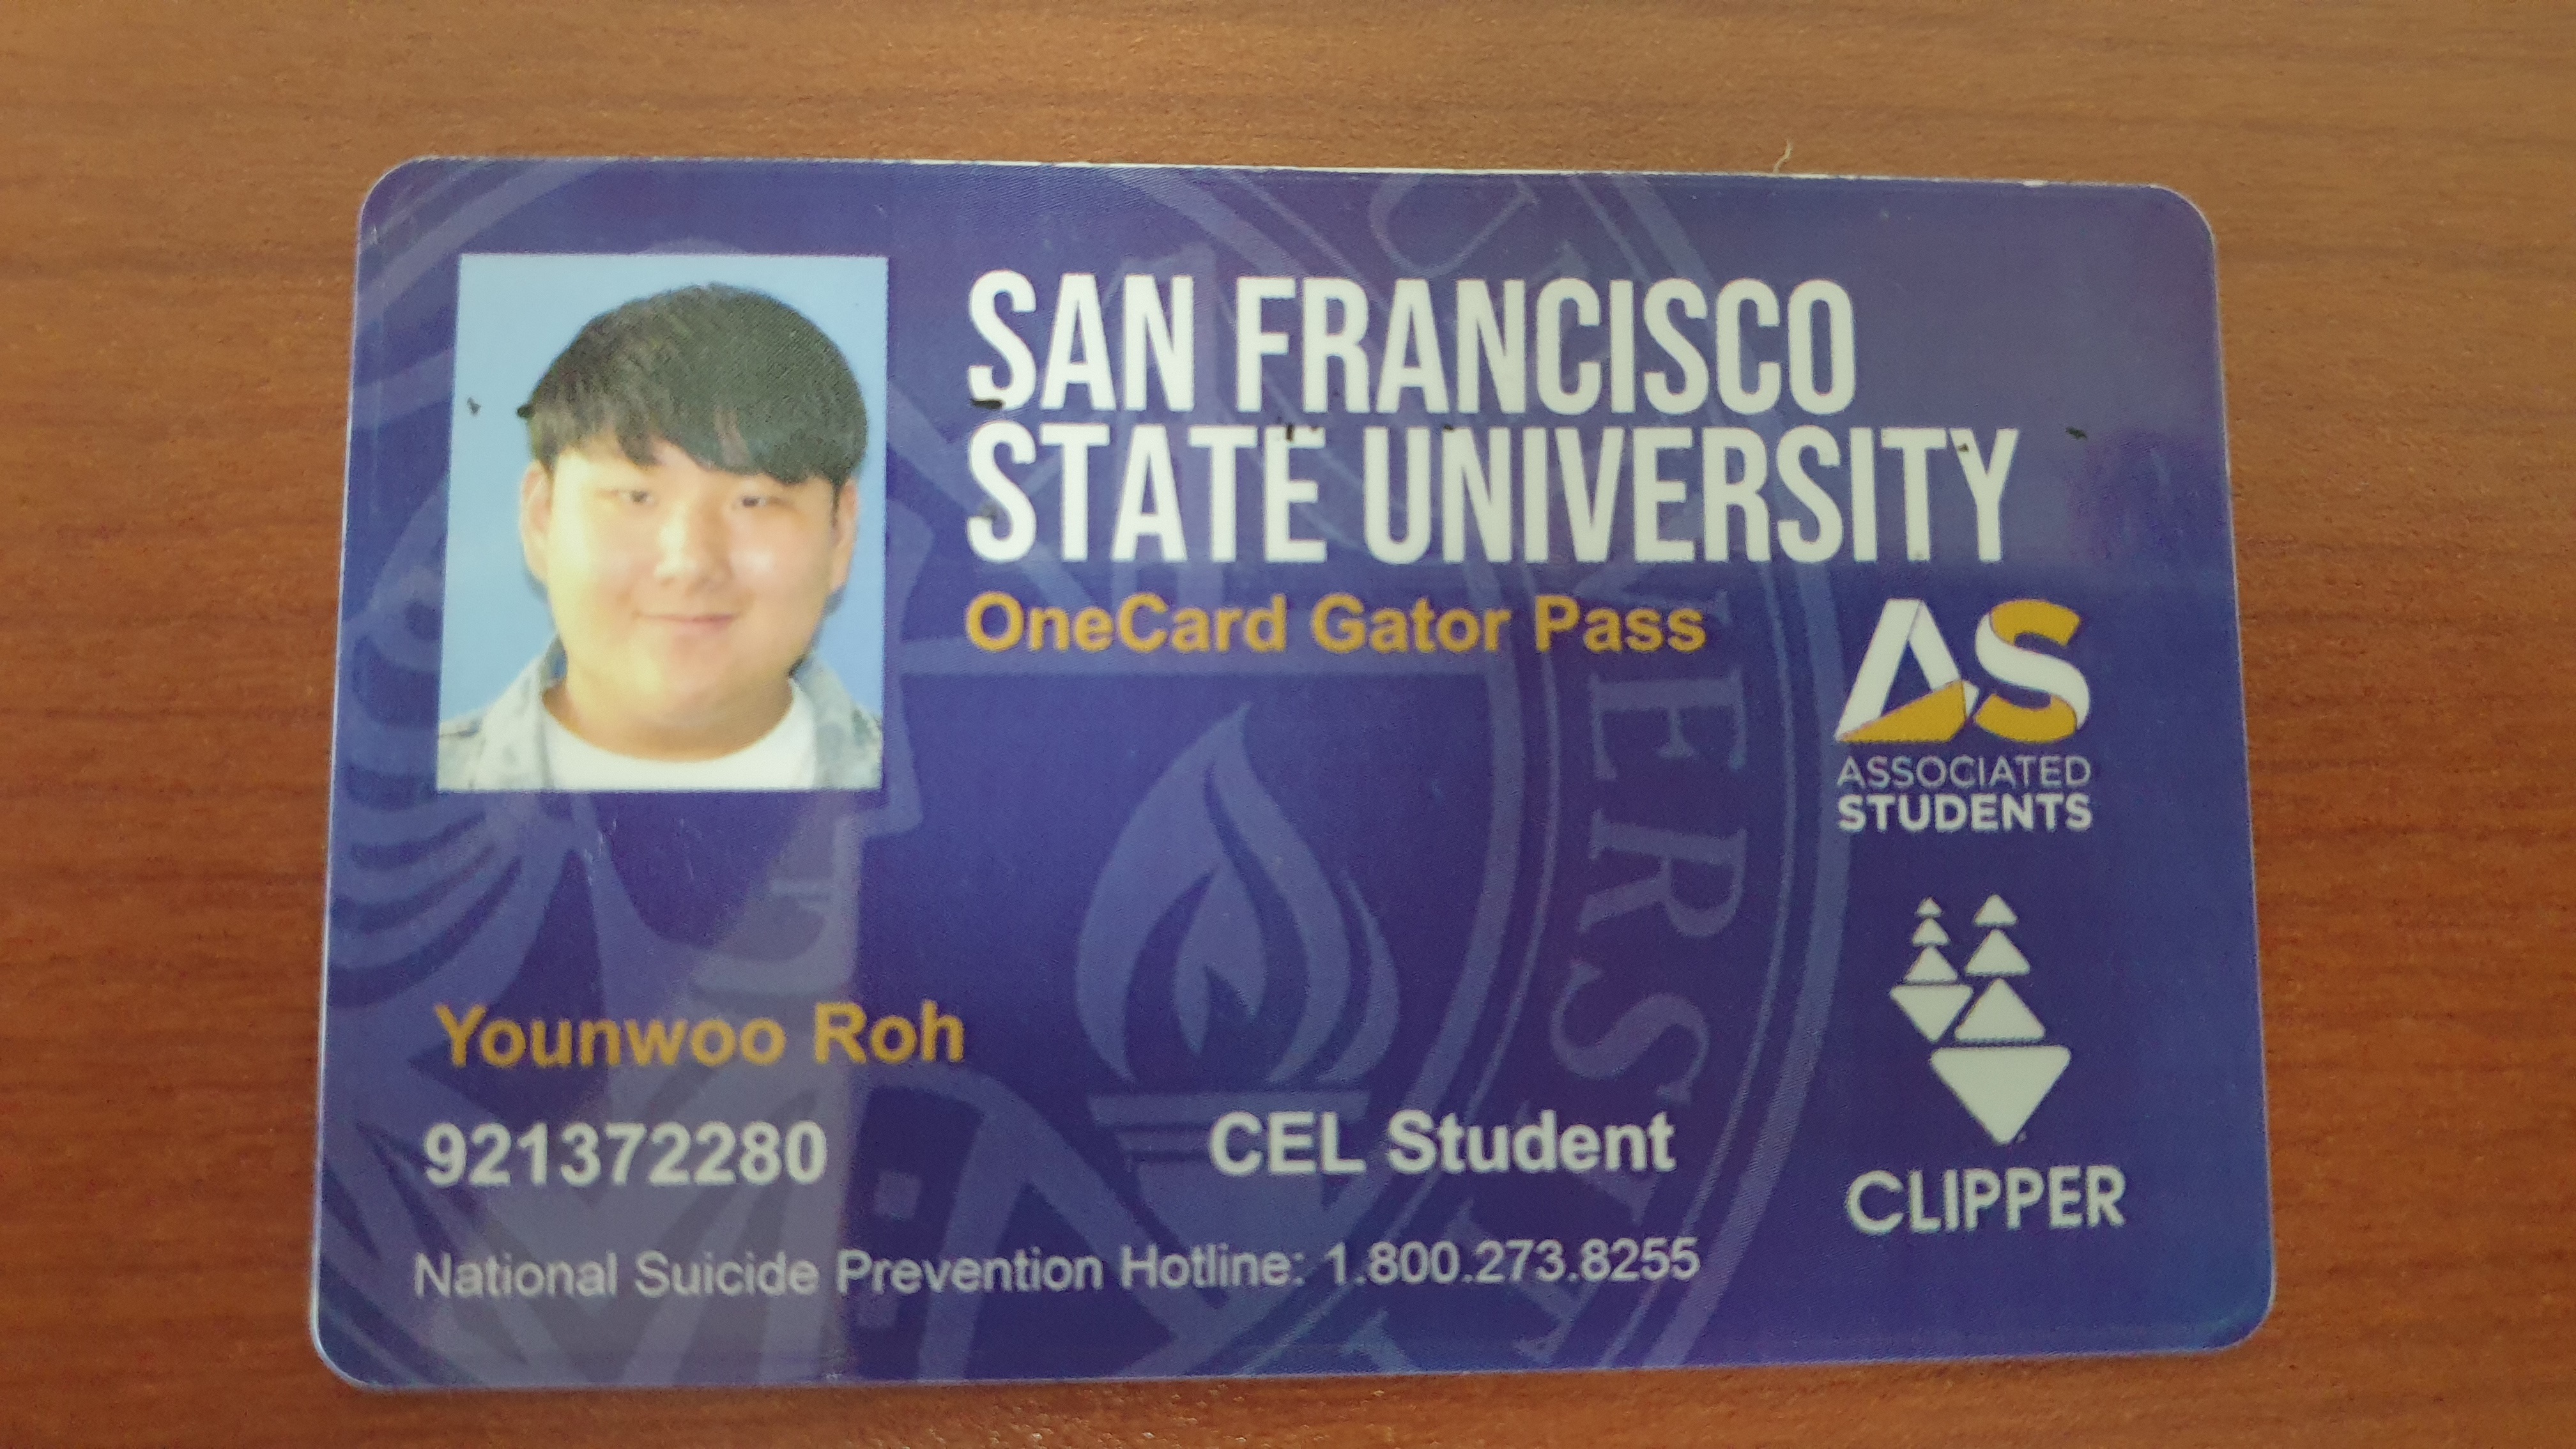 SAN FRANCISCO
STATE UNIVERSITY
OneCard Gator Pass
AS
ASSOCIATED
STUDENTS
Younwoo Roh
921372280
CEL Student
CLIPPER
National Suicide Prevention Hotline: 1.800.273.8255